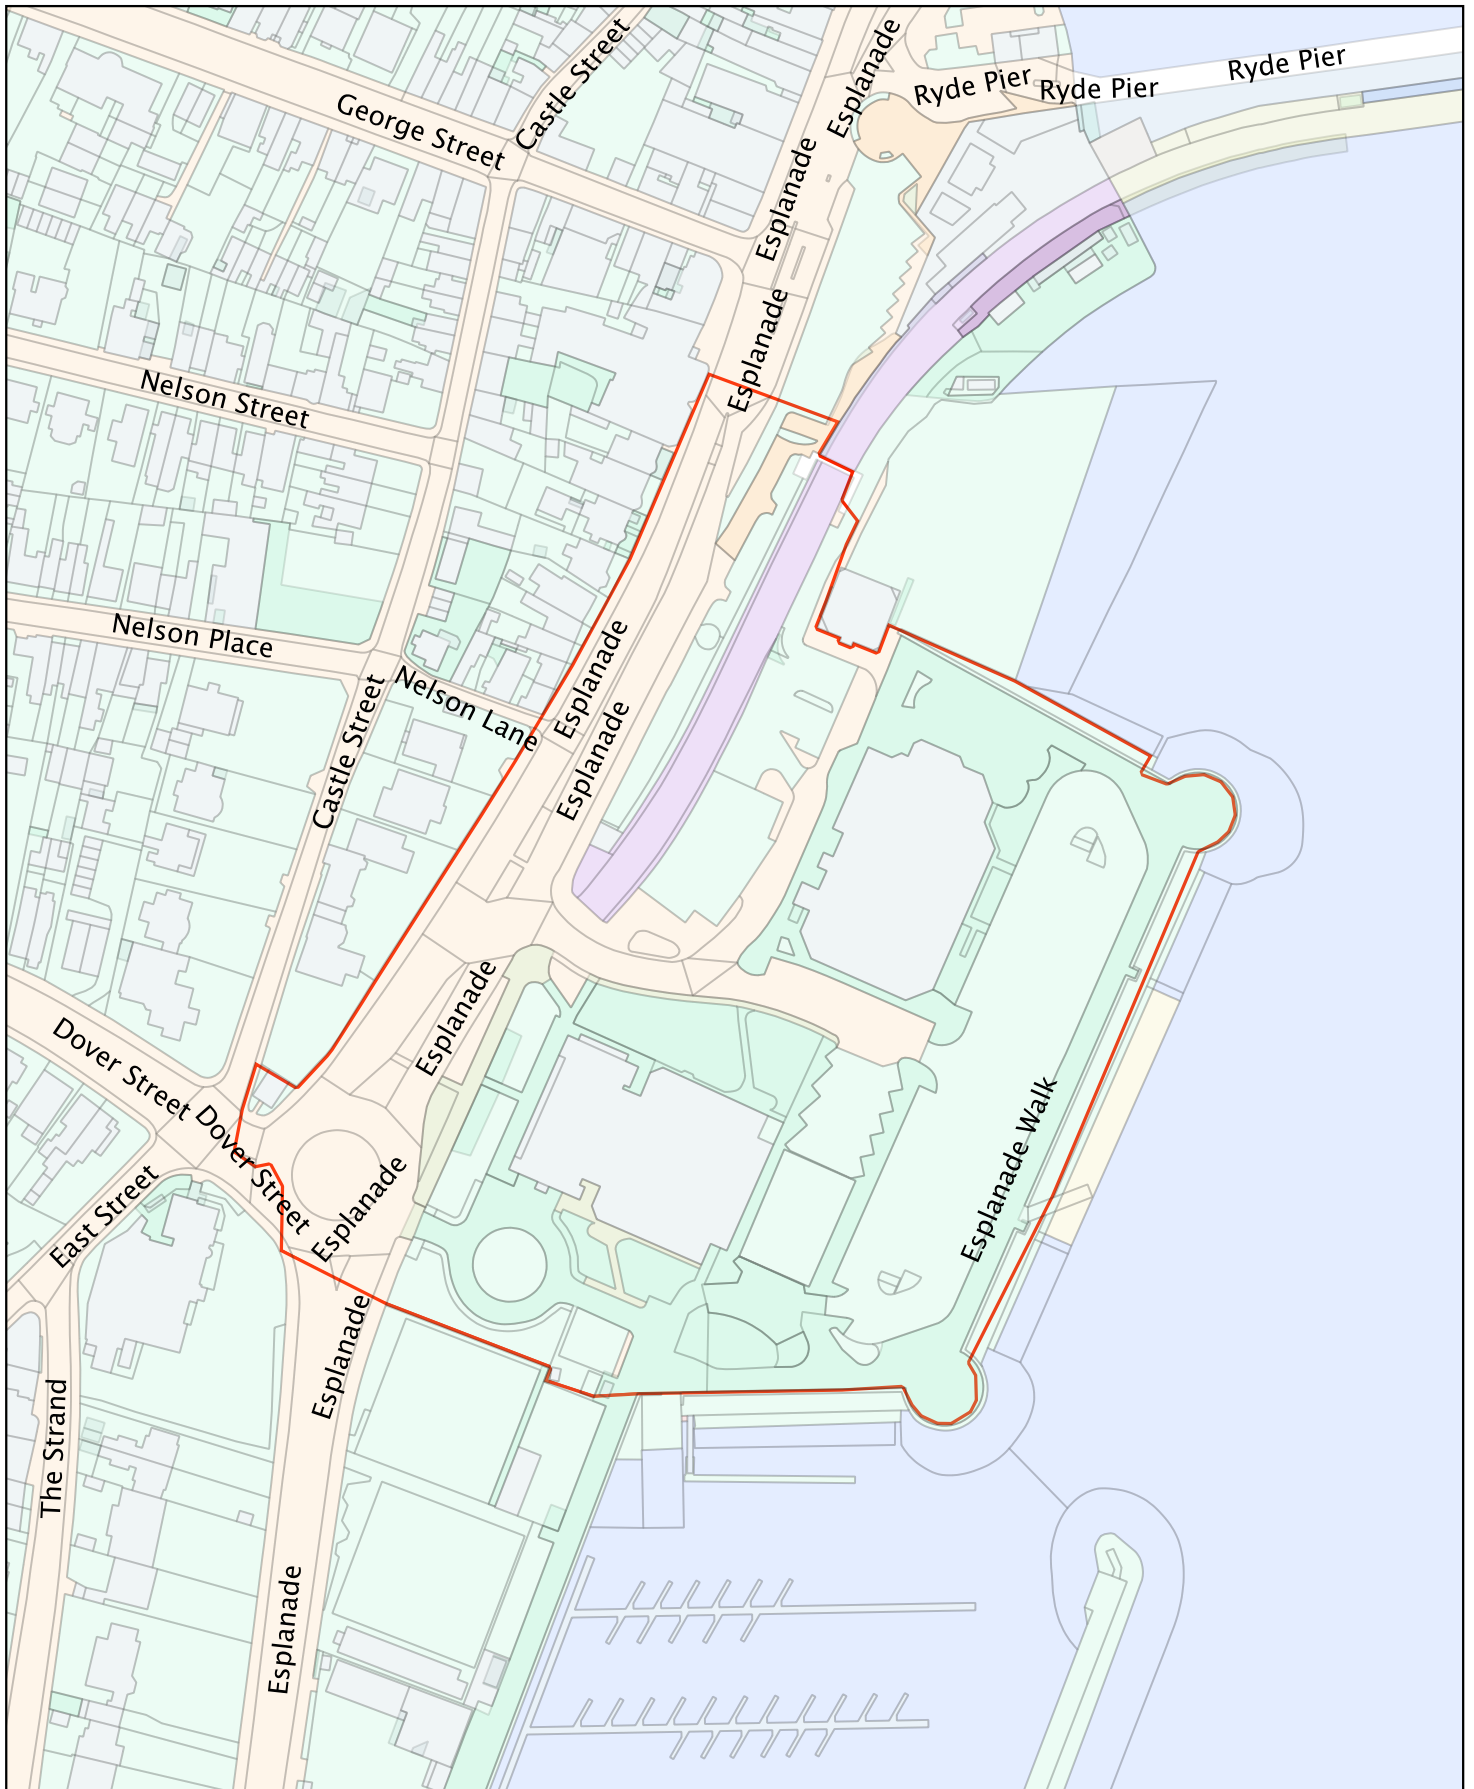 Castle Street
Esplanade
Ryde Pier
Ryde Pier
Ryde Pier
George Street
Esplanade
Esplanade
Nelson Street
Nelson Place
Nelson Lane
Esplanade
Castle Street
Esplanade
Dover Street
Esplanade
Dover Street
Esplanade Walk
East Street
Esplanade
Esplanade
The Strand
Esplanade